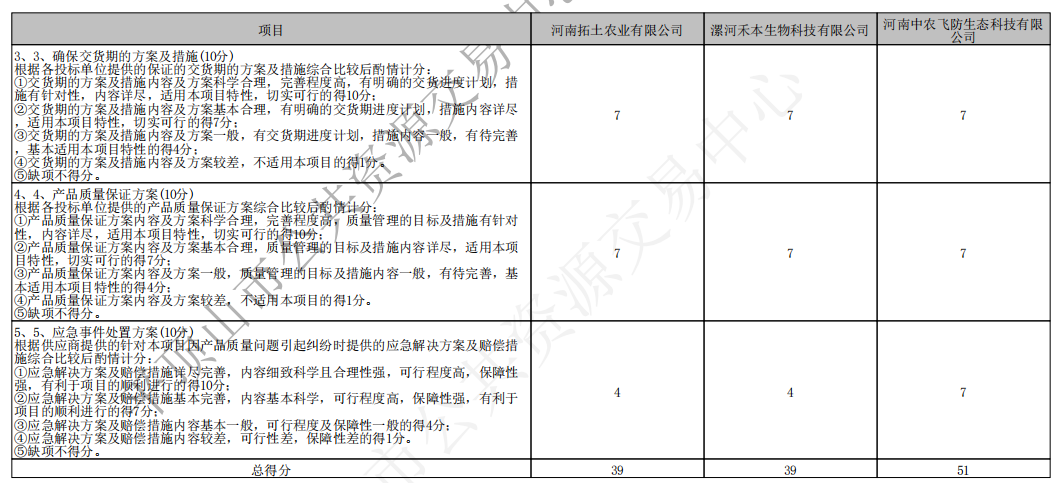 项目
河南拓土农业有限公司
漯河禾本生物科技有限公司
河南中农飞防生态科技有限
公司
3、3、确保交货期的方案及措施(10分)
根据各投标单位提供的保证的交货期的方案及措施综合比较后酌情计分：
①交货期的方案及措施内容及方案科学合理，完善程度高，有明确的交货进度计划，措
施有针对性，内容详尽，适用本项目特性，切实可行的得10分；
②交货期的方案及措施内容及方案基本合理，有明确的交货期进度计划，措施内容详尽
，适用本项目特性，切实可行的得7分；
③交货期的方案及措施内容及方案一般，有交货期进度计划，措施内容一般，有待完善
，基本适用本项目特性的得4分；
④交货期的方案及措施内容及方案较差，不适用本项目的得1分。
⑤缺项不得分。
7
7
7
4、4、产品质量保证方案(10分)
根据各投标单位提供的产品质量保证方案综合比较后酌情计分：
①产品质量保证方案内容及方案科学合理，完善程度高，质量管理的目标及措施有针对
性，内容详尽，适用本项目特性，切实可行的得10分；
②产品质量保证方案内容及方案基本合理，质量管理的目标及措施内容详尽，适用本项
目特性，切实可行的得7分；
③产品质量保证方案内容及方案一般，质量管理的目标及措施内容一般，有待完善，基
本适用本项目特性的得4分；
④产品质量保证方案内容及方案较差，不适用本项目的得1分。
⑤缺项不得分。
7
7
7
5、5、应急事件处置方案(10分)
根据供应商提供的针对本项目因产品质量问题引起纠纷时提供的应急解决方案及赔偿措
施综合比较后酌情计分：
①应急解决方案及赔偿措施详尽完善，内容细致科学且合理性强，可行程度高，保障性
强，有利于项目的顺利进行的得10分；
②应急解决方案及赔偿措施基本完善，内容基本科学，可行程度高，保障性强，有利于
项目的顺利进行的得7分；
③应急解决方案及赔偿措施内容基本一般，可行程度及保障性一般的得4分；
④应急解决方案及赔偿措施内容较差，可行性差，保障性差的得1分。
⑤缺项不得分。
4
4
7
总得分
39
39
51
顶山市公共资源交易中心
市公共资源交易中心